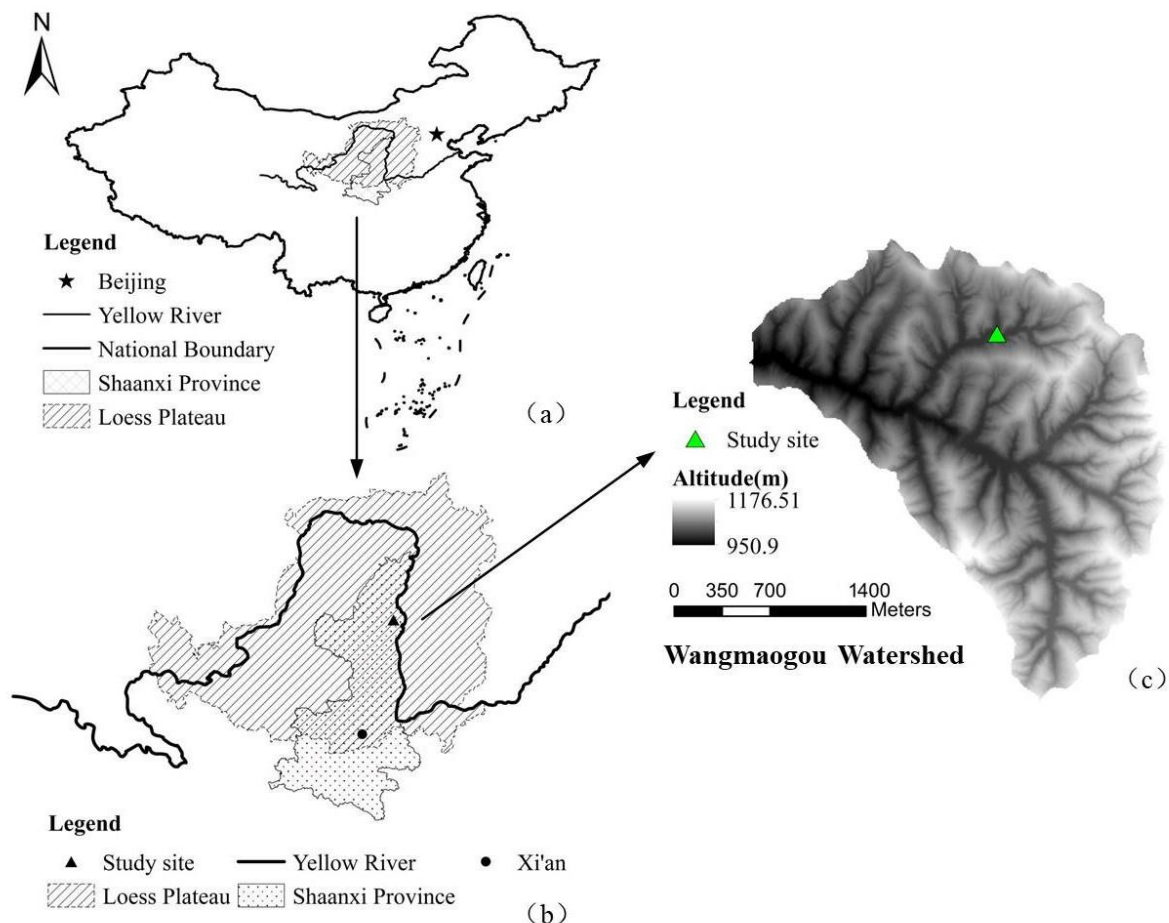 N
Legend
Beijing
Yellow River
National Boundary
Shaanxi Province
Loess Plateau
（a）
Legend
Study site
Altitude(m)
1176.51
950.9
0 350 700 1400
Meters
Wangmaogou Watershed
（c）
Legend
Study site Yellow River Xi'an
Loess Plateau Shaanxi Province
（b）